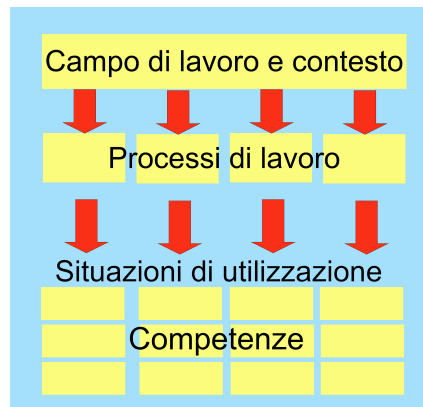 Campo di lavoro e contesto
Processi di lavoro
Situazioni di utilizzazione
Competenze